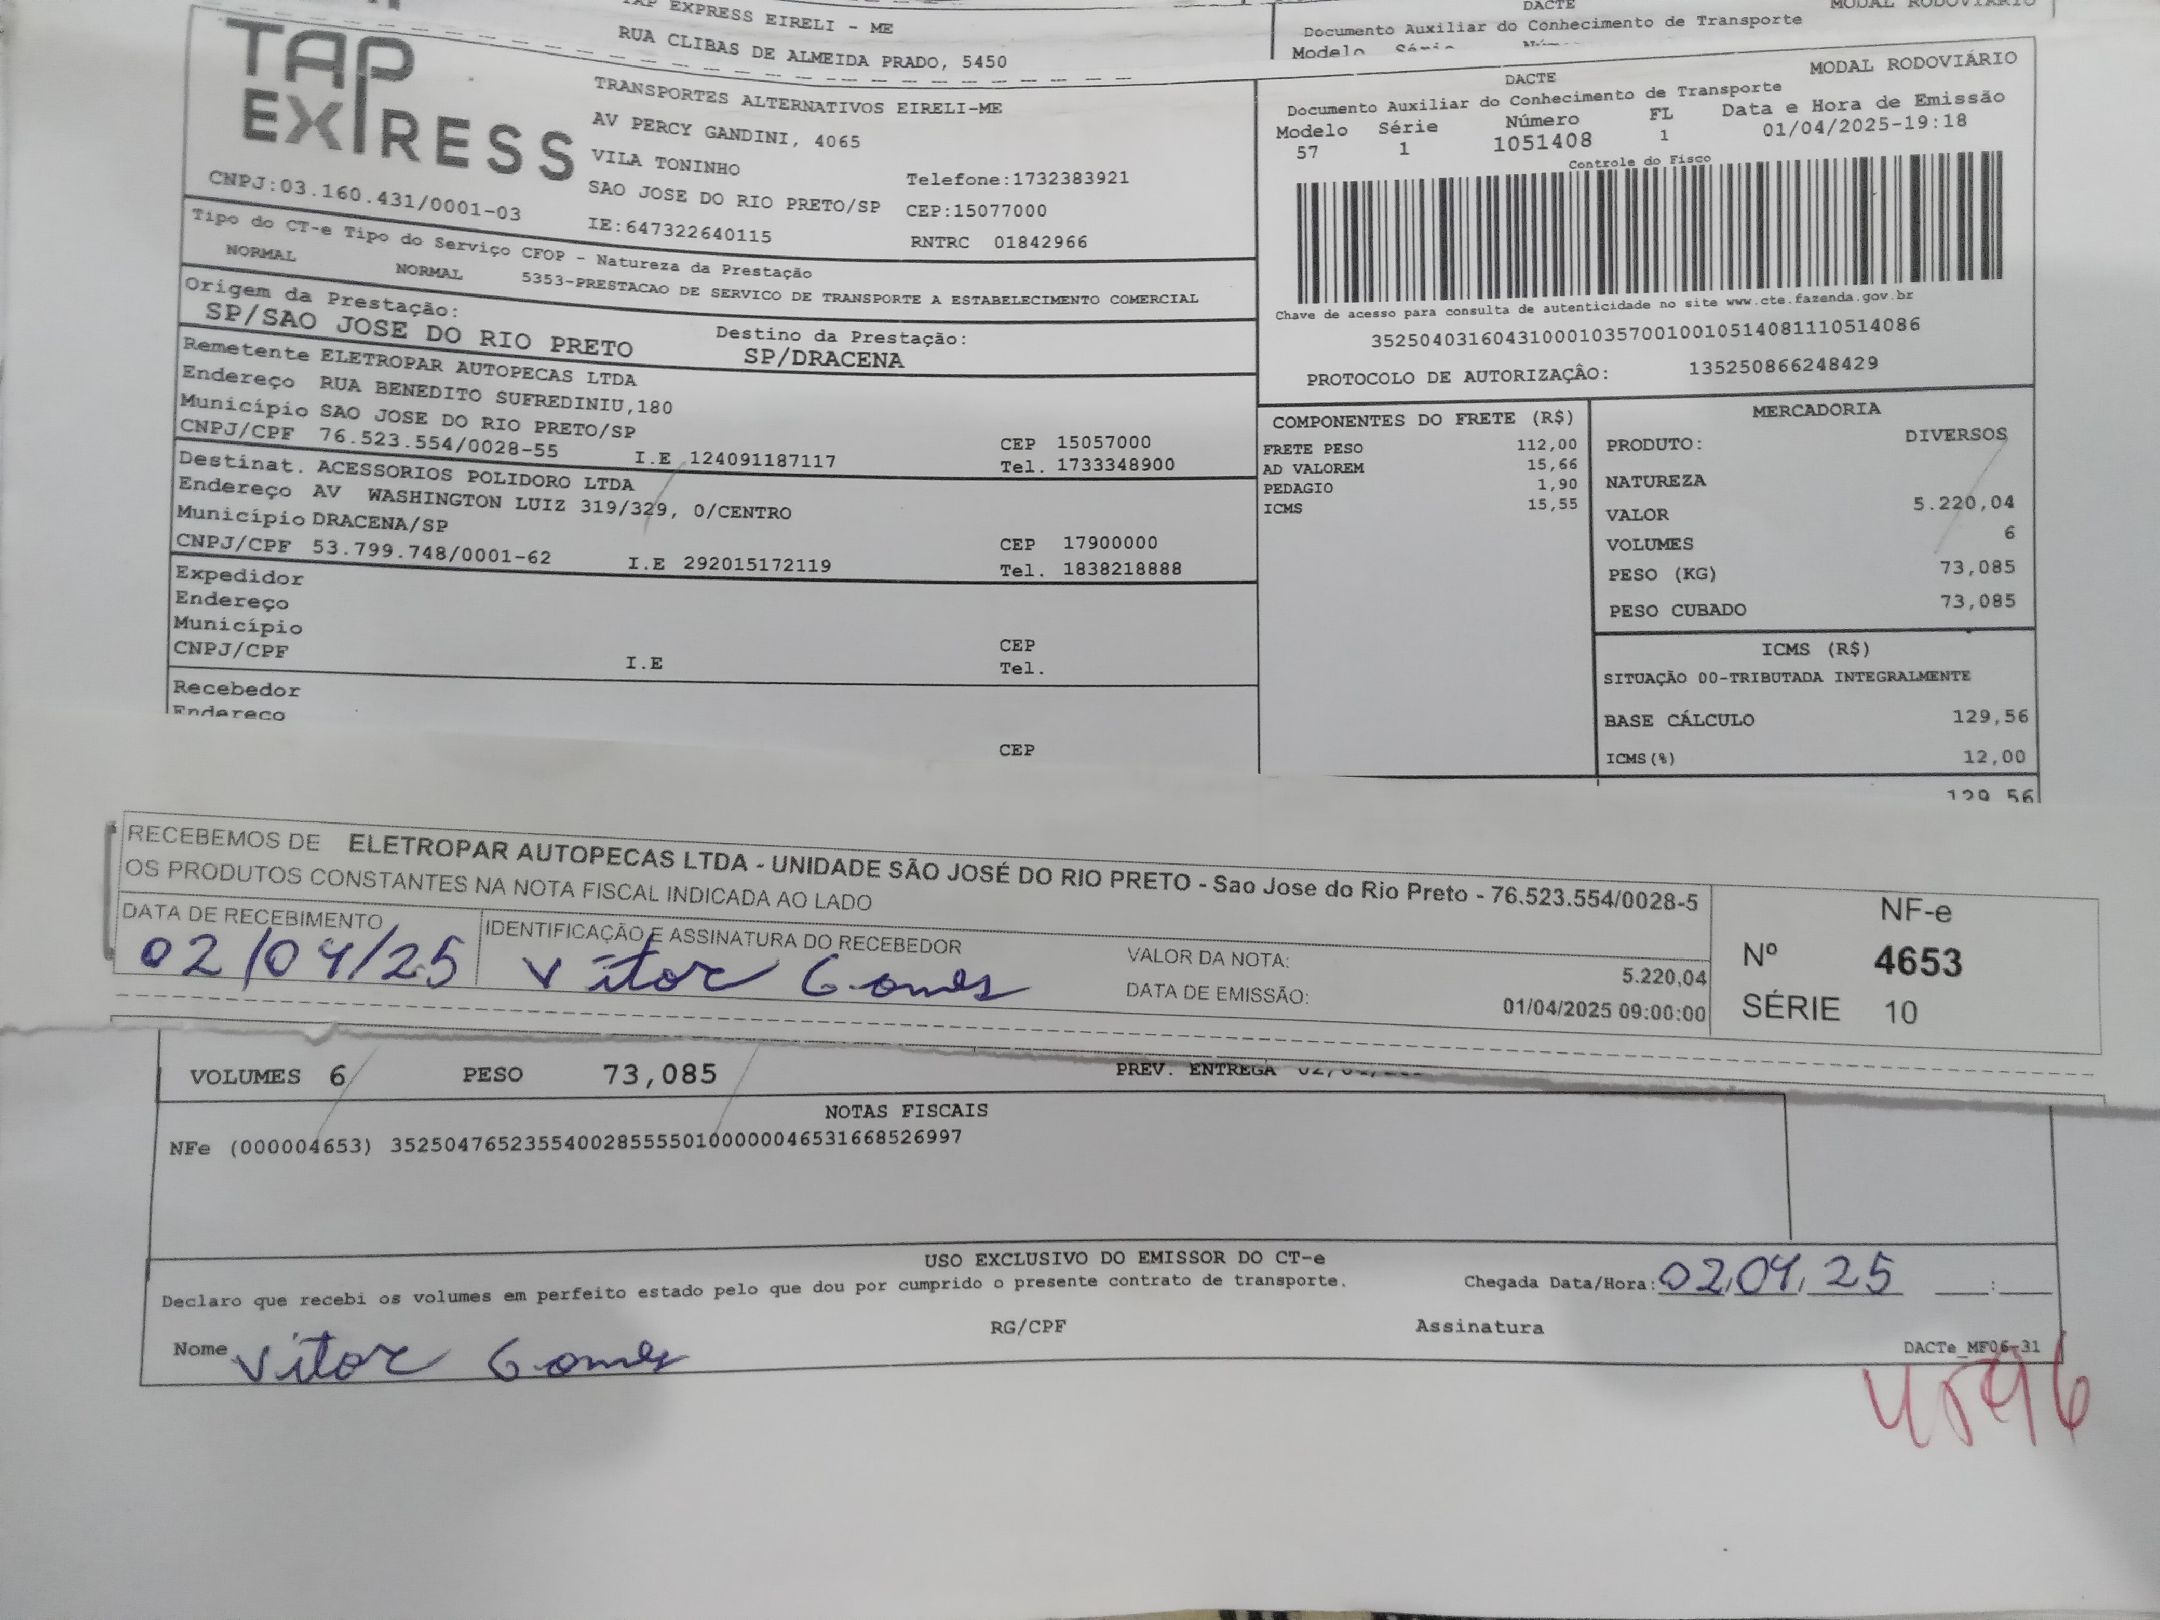 TAP EXPRESS EIRELI - ME
RUA CLIBAS DE ALMEIDA PRADO, 5450
DACTE
MODAL RODOVIÁRIO
Documento Auxiliar do Conhecimento de Transporte
Modelo Série
TAP EXPRESS
CNPJ:03.160.431/0001-03
TRANSPORTES ALTERNATIVOS EIRELI-ME
AV PERCY GANDINI, 4065
VILA TONINHO
Telefone:1732383921
SAO JOSE DO RIO PRETO/SP CEP:15077000
IE:647322640115 RNTRC 01842966
DACTE MODAL RODOVIÁRIO
Documento Auxiliar do Conhecimento de Transporte
Modelo Série Número FL Data e Hora de Emissão
57 1 1051408 1 01/04/2025-19:18
Controle do Fisco
Chave de acesso para consulta de autenticidade no site www.cte.fazenda.gov.br
35250403160431000103570010010514081110514086
PROTOCOLO DE AUTORIZAÇÃO: 135250866248429
Tipo do CT-e Tipo do Serviço CFOP - Natureza da Prestação
NORMAL NORMAL 5353-PRESTACAO DE SERVICO DE TRANSPORTE A ESTABELECIMENTO COMERCIAL
Origem da Prestação: Destino da Prestação:
SP/SAO JOSE DO RIO PRETO SP/DRACENA
Remetente ELETROPAR AUTOPECAS LTDA
Endereço RUA BENEDITO SUFREDINIU,180
Município SAO JOSE DO RIO PRETO/SP CEP 15057000
CNPJ/CPF 76.523.554/0028-55 I.E 124091187117 Tel. 1733348900
Destinat. ACESSORIOS POLIDORO LTDA
Endereço AV WASHINGTON LUIZ 319/329, 0/CENTRO
Município DRACENA/SP CEP 17900000
CNPJ/CPF 53.799.748/0001-62 I.E 292015172119 Tel. 1838218888
Expedidor
Endereço
Município CEP
CNPJ/CPF I.E Tel.
Recebedor
Endereço
CEP
COMPONENTES DO FRETE (R$)
FRETE PESO 112,00
AD VALOREM 15,66
PEDAGIO 1,90
ICMS 15,55
MERCADORIA
PRODUTO: DIVERSOS
NATUREZA
VALOR 5.220,04
VOLUMES 6
PESO (KG) 73,085
PESO CUBADO 73,085
ICMS (R$)
SITUAÇÃO 00-TRIBUTADA INTEGRALMENTE
BASE CÁLCULO 129,56
ICMS(%) 12,00
129,56
RECEBEMOS DE ELETROPAR AUTOPECAS LTDA - UNIDADE SÃO JOSÉ DO RIO PRETO - Sao Jose do Rio Preto - 76.523.554/0028-5
OS PRODUTOS CONSTANTES NA NOTA FISCAL INDICADA AO LADO
DATA DE RECEBIMENTO IDENTIFICAÇÃO E ASSINATURA DO RECEBEDOR
02/04/25 Vitor Gomes
VALOR DA NOTA: 5.220,04
DATA DE EMISSÃO: 01/04/2025 09:00:00
NF-e
Nº 4653
SÉRIE 10
VOLUMES 6 PESO 73,085 PREV. ENTREGA
NOTAS FISCAIS
NFe (000004653) 35250476523554002855550100000046531668526997
USO EXCLUSIVO DO EMISSOR DO CT-e
Declaro que recebi os volumes em perfeito estado pelo que dou por cumprido o presente contrato de transporte. Chegada Data/Hora: 02/04/25 :
Nome Vitor Gomes RG/CPF Assinatura
DACTe_MF06-31